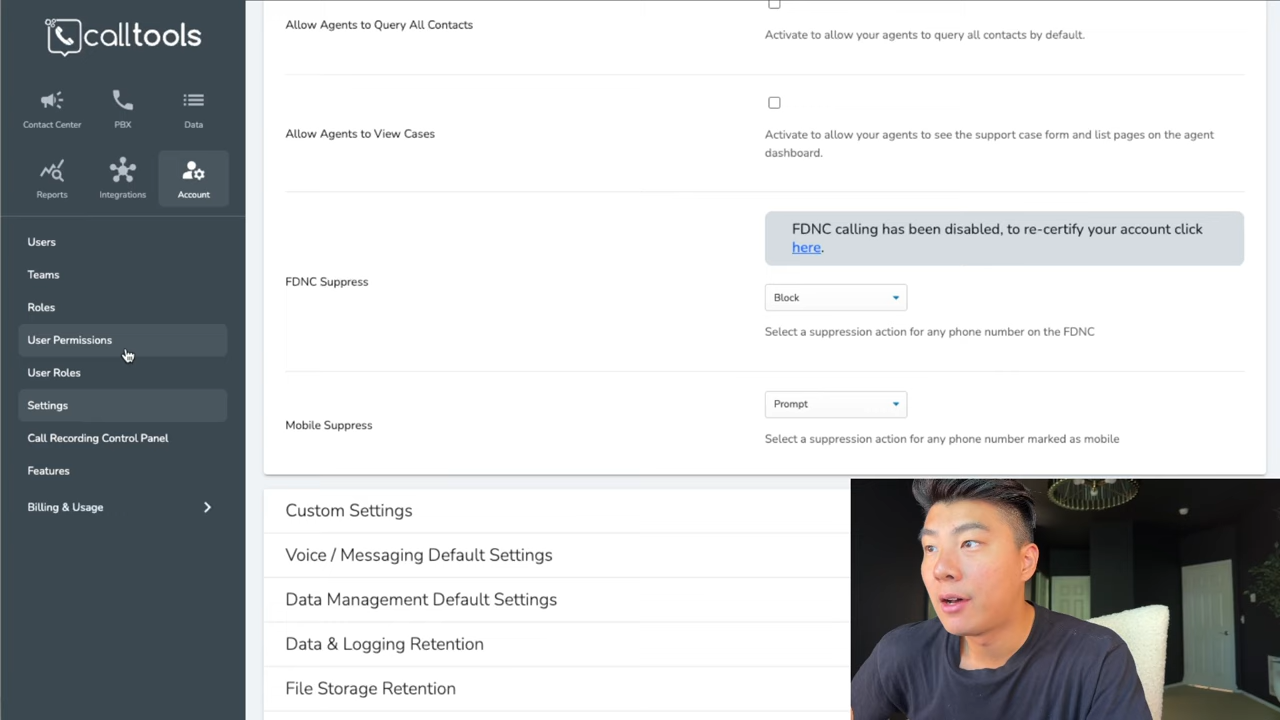 calltools
Contact Center
PBX
Data
Reports
Integrations
Account
Users
Teams
Roles
User Permissions
User Roles
Settings
Call Recording Control Panel
Features
Billing & Usage
Allow Agents to Query All Contacts
Activate to allow your agents to query all contacts by default.
Allow Agents to View Cases
Activate to allow your agents to see the support case form and list pages on the agent
dashboard.
FDNC Suppress
FDNC calling has been disabled, to re-certify your account click
here.
Block
Select a suppression action for any phone number on the FDNC
Mobile Suppress
Prompt
Select a suppression action for any phone number marked as mobile
Custom Settings
Voice / Messaging Default Settings
Data Management Default Settings
Data & Logging Retention
File Storage Retention